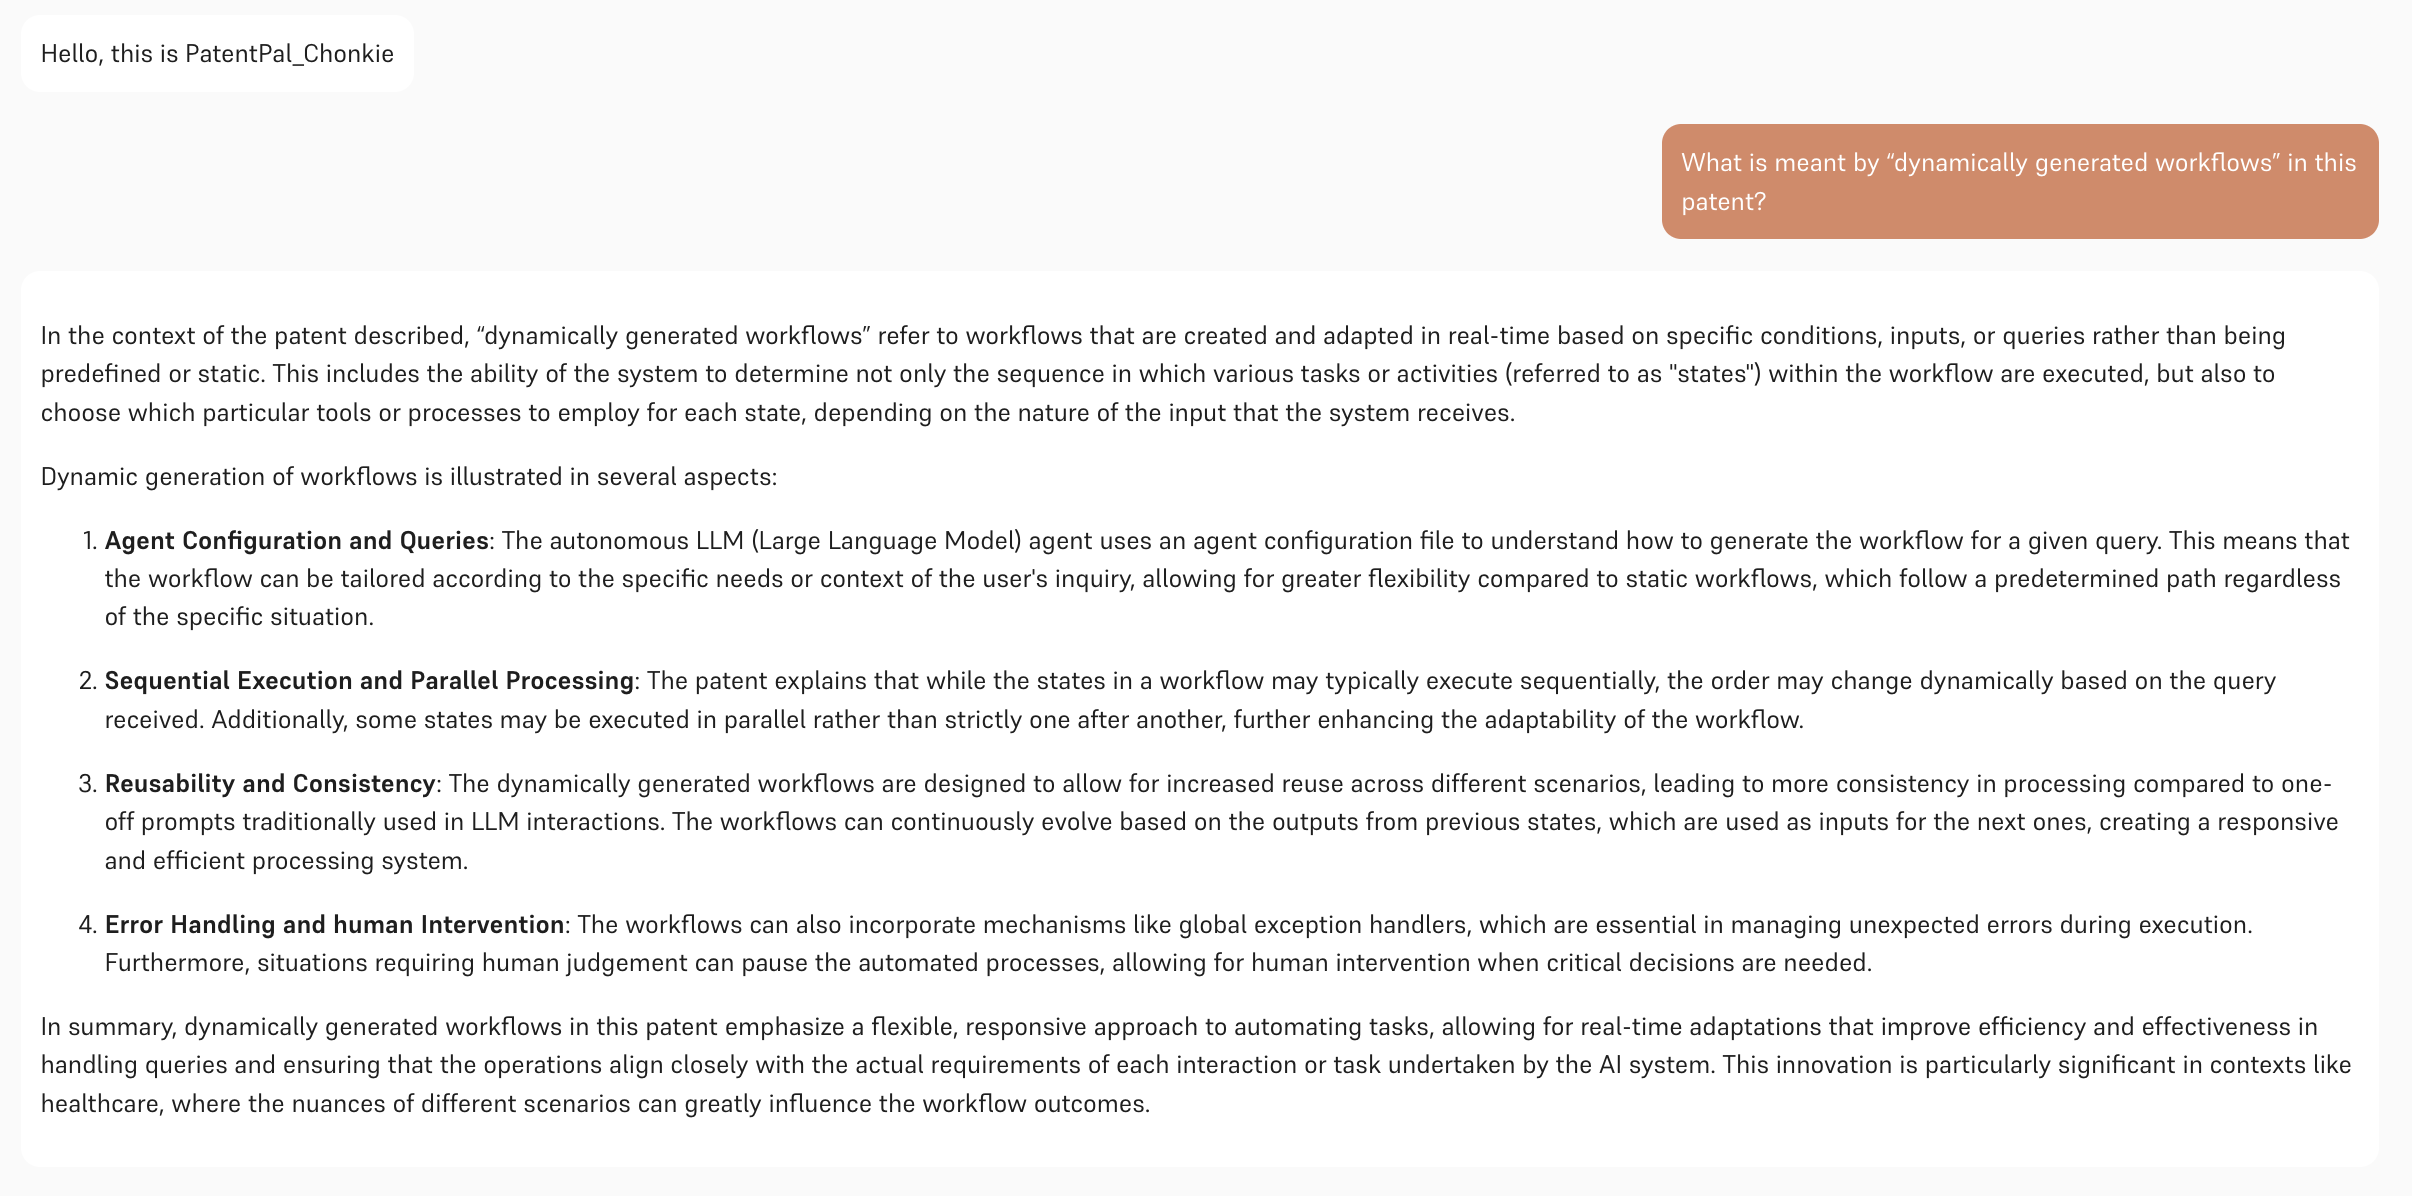 Hello, this is PatentPal_Chonkie
What is meant by “dynamically generated workflows” in this
patent?
In the context of the patent described, “dynamically generated workflows” refer to workflows that are created and adapted in real-time based on specific conditions, inputs, or queries rather than being
predefined or static. This includes the ability of the system to determine not only the sequence in which various tasks or activities (referred to as "states") within the workflow are executed, but also to
choose which particular tools or processes to employ for each state, depending on the nature of the input that the system receives.
Dynamic generation of workflows is illustrated in several aspects:
1. Agent Configuration and Queries: The autonomous LLM (Large Language Model) agent uses an agent configuration file to understand how to generate the workflow for a given query. This means that
the workflow can be tailored according to the specific needs or context of the user's inquiry, allowing for greater flexibility compared to static workflows, which follow a predetermined path regardless
of the specific situation.
2. Sequential Execution and Parallel Processing: The patent explains that while the states in a workflow may typically execute sequentially, the order may change dynamically based on the query
received. Additionally, some states may be executed in parallel rather than strictly one after another, further enhancing the adaptability of the workflow.
3. Reusability and Consistency: The dynamically generated workflows are designed to allow for increased reuse across different scenarios, leading to more consistency in processing compared to one-
off prompts traditionally used in LLM interactions. The workflows can continuously evolve based on the outputs from previous states, which are used as inputs for the next ones, creating a responsive
and efficient processing system.
4. Error Handling and human Intervention: The workflows can also incorporate mechanisms like global exception handlers, which are essential in managing unexpected errors during execution.
Furthermore, situations requiring human judgement can pause the automated processes, allowing for human intervention when critical decisions are needed.
In summary, dynamically generated workflows in this patent emphasize a flexible, responsive approach to automating tasks, allowing for real-time adaptations that improve efficiency and effectiveness in
handling queries and ensuring that the operations align closely with the actual requirements of each interaction or task undertaken by the AI system. This innovation is particularly significant in contexts like
healthcare, where the nuances of different scenarios can greatly influence the workflow outcomes.